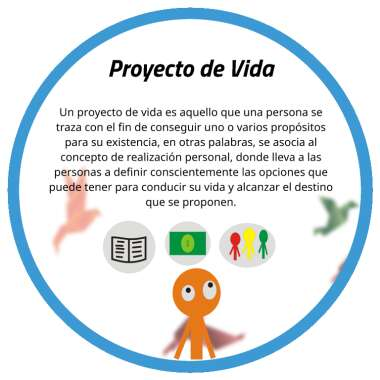 Proyecto de Vida
Un proyecto de vida es aquello que una persona se
traza con el fin de conseguir uno o varios propósitos
para su existencia, en otras palabras, se asocia al
concepto de realización personal, donde lleva a las
personas a definir conscientemente las opciones que
puede tener para conducir su vida y alcanzar el destino
que se proponen.